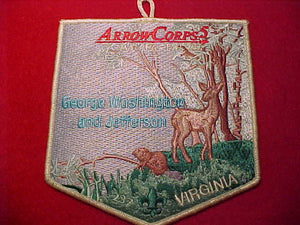 ArrowCorps5
George Washington
and Jefferson
VIRGINIA